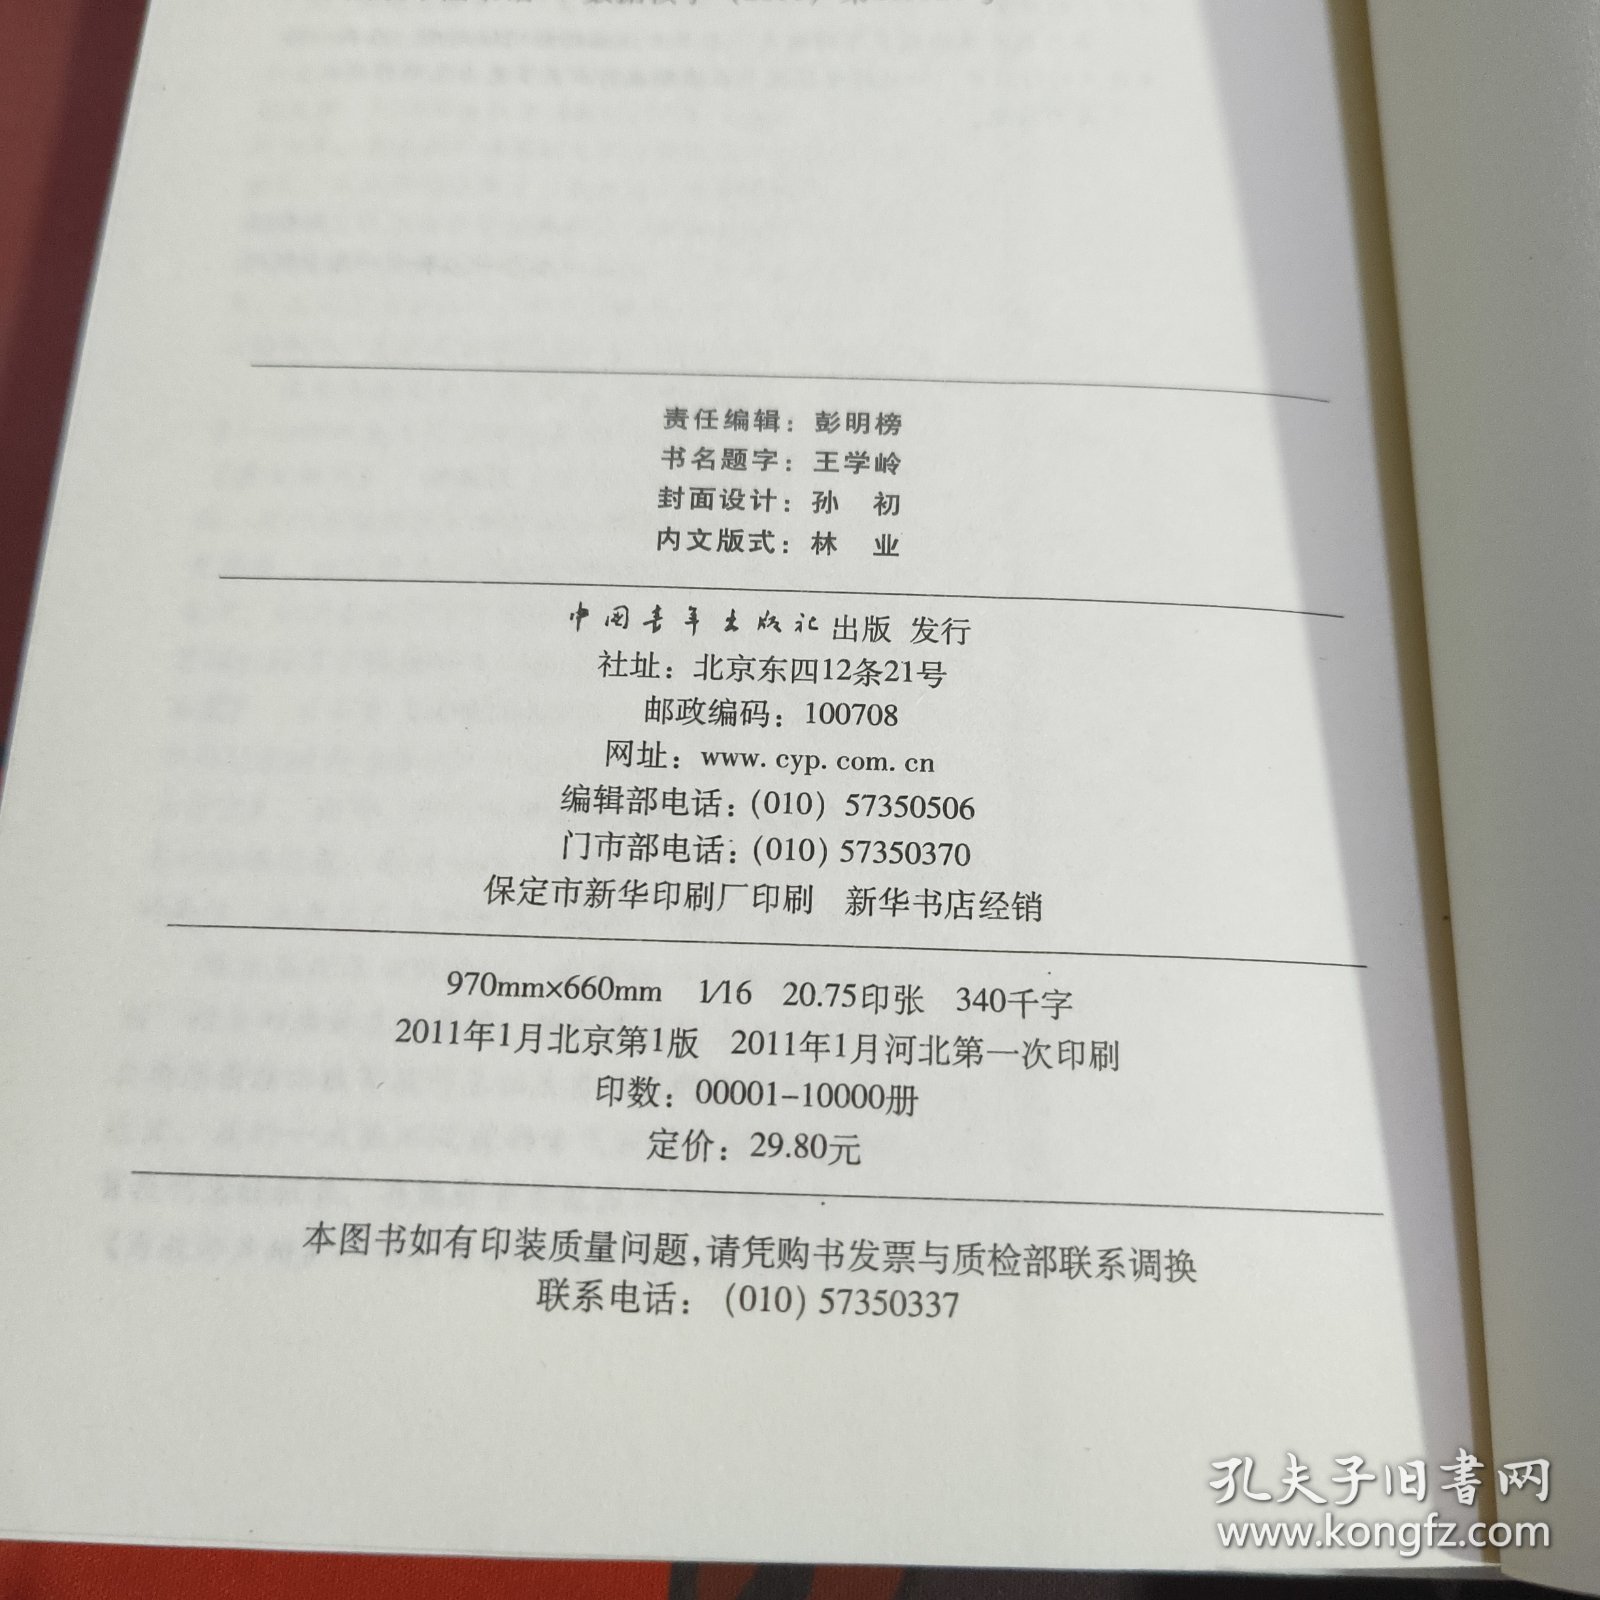 责任编辑：彭明榜
书名题字：王学岭
封面设计：孙　初
内文版式：林　业
中国青年出版社 出版 发行
社址：北京东四12条21号
邮政编码：100708
网址：www.cyp.com.cn
编辑部电话：(010) 57350506
门市部电话：(010) 57350370
保定市新华印刷厂印刷　新华书店经销
970mm×660mm　1/16　20.75印张　340千字
2011年1月北京第1版　2011年1月河北第一次印刷
印数：00001-10000册
定价：29.80元
本图书如有印装质量问题,请凭购书发票与质检部联系调换
联系电话：(010) 57350337
孔夫子旧书网
www.kongfz.com